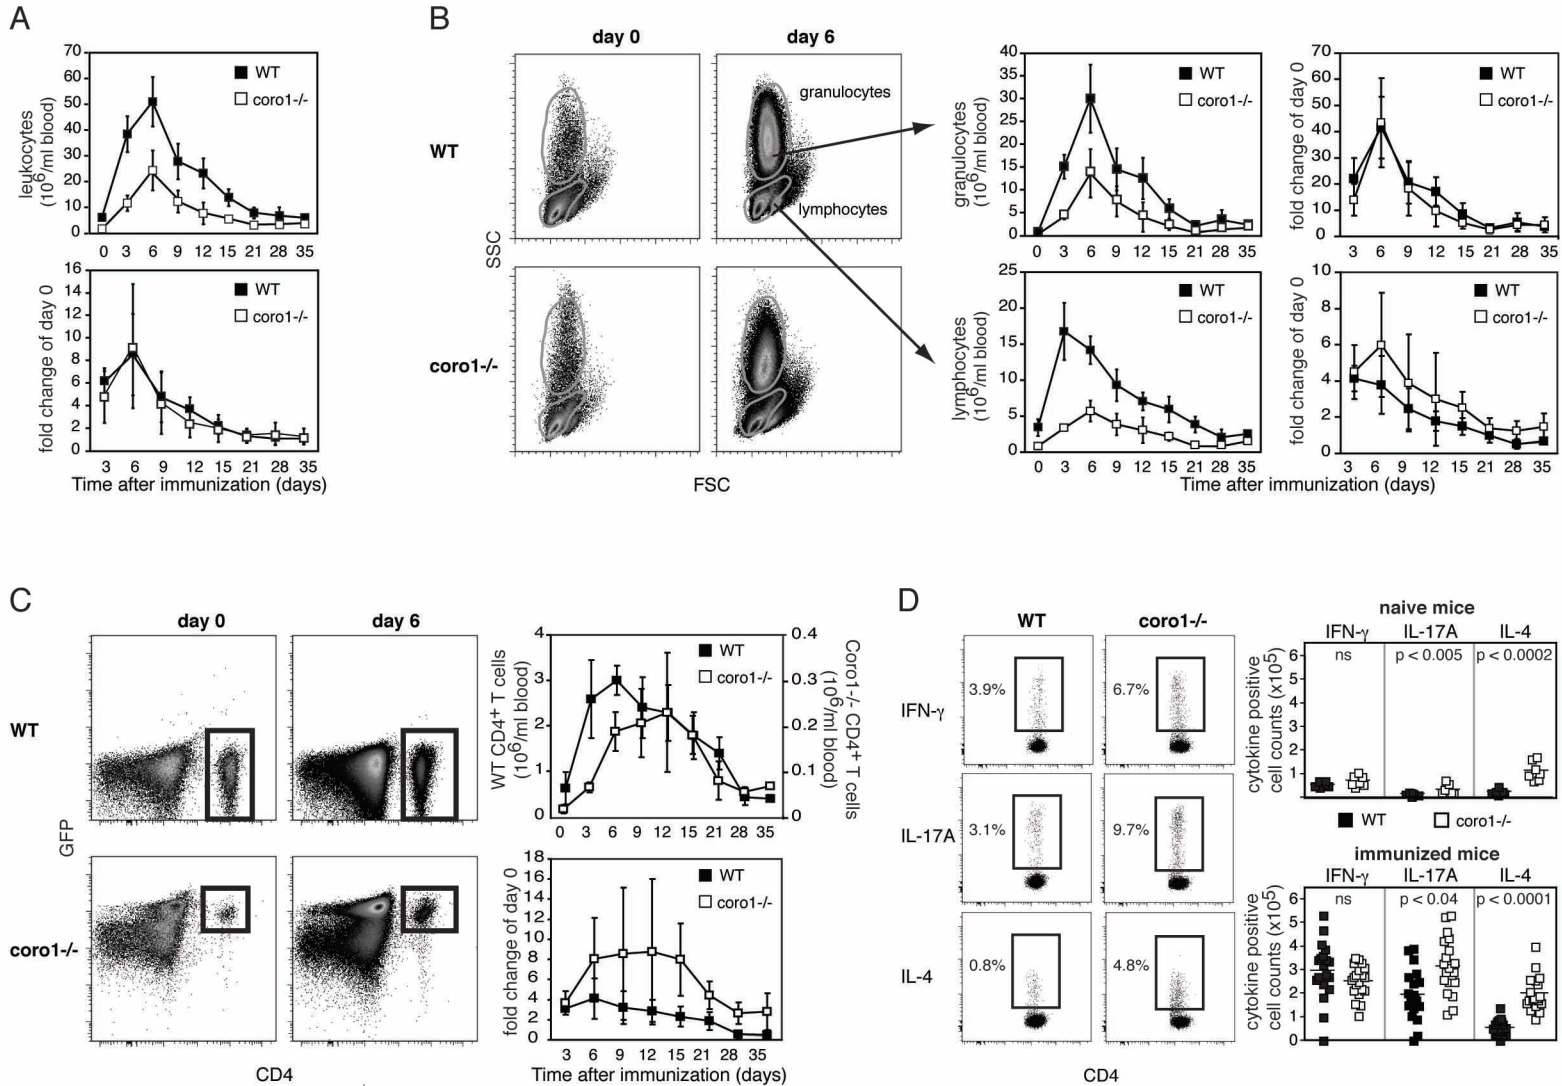 A
leukocytes
(10⁶/ml blood)
70
60
50
40
30
20
10
0
WT
coro1-/-
0 3 6 9 12 15 21 28 35
fold change of day 0
16
14
12
10
8
6
4
2
0
WT
coro1-/-
3 6 9 12 15 21 28 35
Time after immunization (days)
B
day 0 day 6
WT
coro1-/-
granulocytes
lymphocytes
SSC
FSC
granulocytes
(10⁶/ml blood)
40
35
30
25
20
15
10
5
0
WT
coro1-/-
0 3 6 9 12 15 21 28 35
fold change of day 0
70
60
50
40
30
20
10
0
WT
coro1-/-
3 6 9 12 15 21 28 35
lymphocytes
(10⁶/ml blood)
25
20
15
10
5
0
WT
coro1-/-
0 3 6 9 12 15 21 28 35
fold change of day 0
10
8
6
4
2
0
WT
coro1-/-
3 6 9 12 15 21 28 35
Time after immunization (days)
C
day 0 day 6
WT
coro1-/-
GFP
CD4
WT CD4⁺ T cells
(10⁶/ml blood)
4
3
2
1
0
WT
coro1-/-
0.4
0.3
0.2
0.1
0
Coro1-/- CD4⁺ T cells
(10⁶/ml blood)
0 3 6 9 12 15 21 28 35
fold change of day 0
18
16
14
12
10
8
6
4
2
0
WT
coro1-/-
3 6 9 12 15 21 28 35
Time after immunization (days)
D
WT coro1-/-
IFN-γ
3.9% 6.7%
IL-17A
3.1% 9.7%
IL-4
0.8% 4.8%
CD4
naive mice
IFN-γ IL-17A IL-4
ns p < 0.005 p < 0.0002
cytokine positive
cell counts (x10⁵)
6
5
4
3
2
1
WT coro1-/-
immunized mice
IFN-γ IL-17A IL-4
ns p < 0.04 p < 0.0001
cytokine positive
cell counts (x10⁵)
6
5
4
3
2
1
0